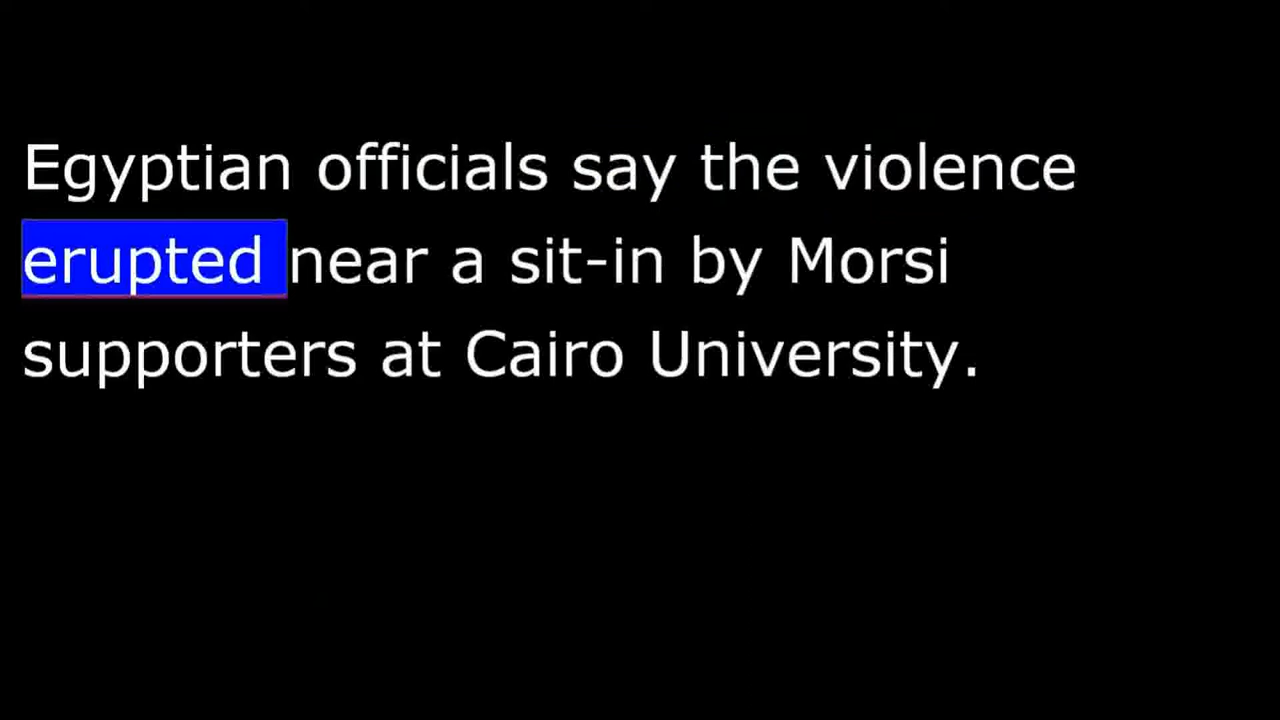 Egyptian officials say the violence
erupted near a sit-in by Morsi
supporters at Cairo University.